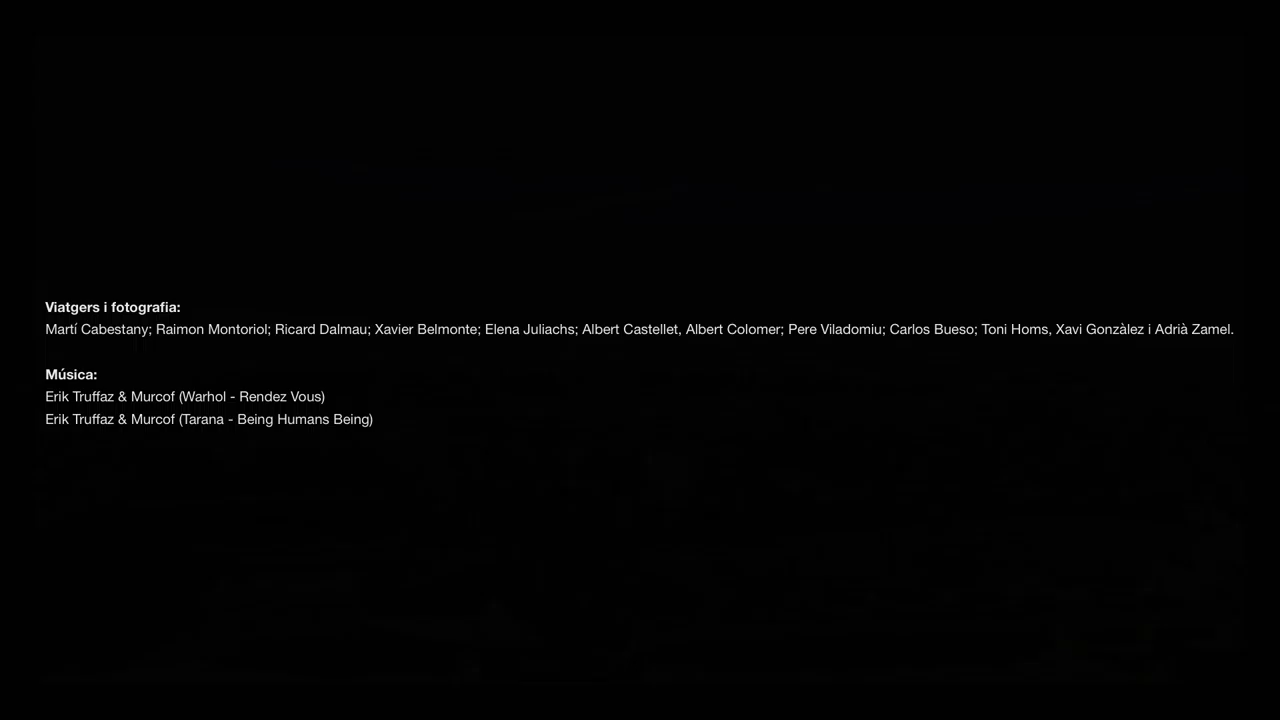 Viatgers i fotografia:
Martí Cabestany; Raimon Montoriol; Ricard Dalmau; Xavier Belmonte; Elena Juliachs; Albert Castellet, Albert Colomer; Pere Viladomiu; Carlos Bueso; Toni Homs, Xavi Gonzàlez i Adrià Zamel.
Música:
Erik Truffaz & Murcof (Warhol - Rendez Vous)
Erik Truffaz & Murcof (Tarana - Being Humans Being)